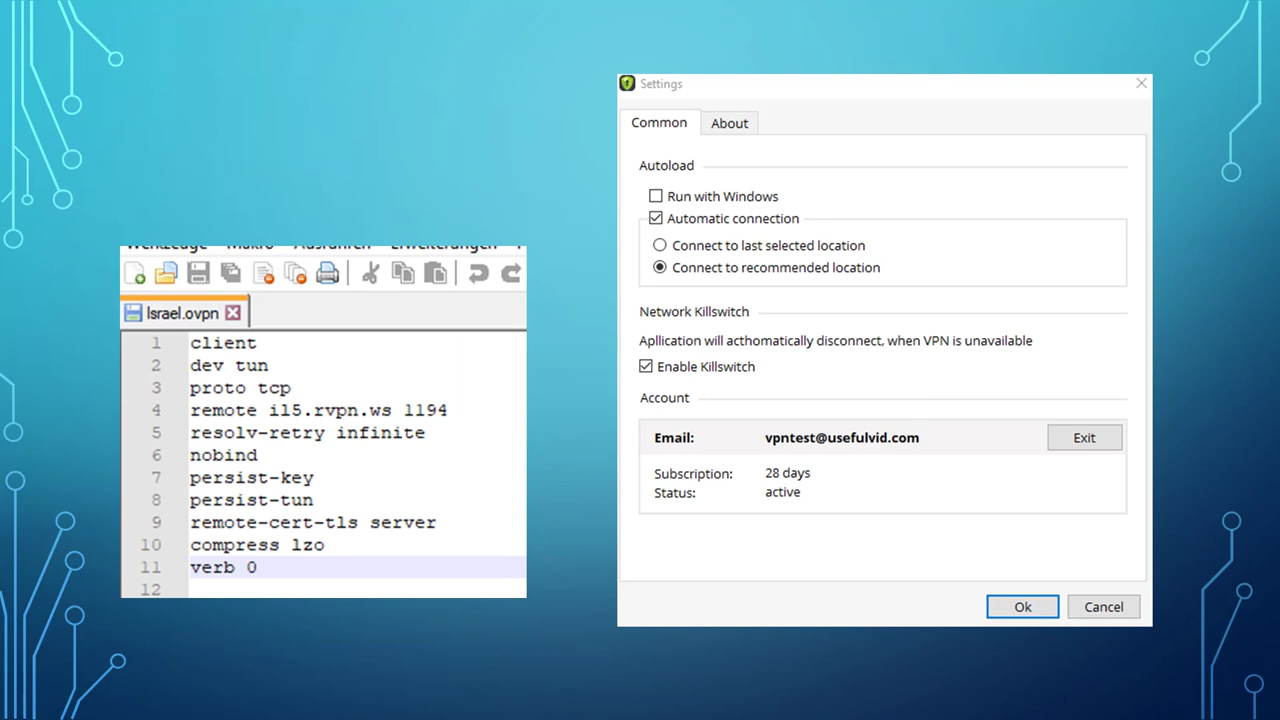 Werkzeuge Makro Ausführen Erweiterungen
Israel.ovpn
1 client
2 dev tun
3 proto tcp
4 remote il5.rvpn.ws 1194
5 resolv-retry infinite
6 nobind
7 persist-key
8 persist-tun
9 remote-cert-tls server
10 compress lzo
11 verb 0
12
Settings
Common About
Autoload
Run with Windows
Automatic connection
Connect to last selected location
Connect to recommended location
Network Killswitch
Apllication will acthomatically disconnect, when VPN is unavailable
Enable Killswitch
Account
Email: vpntest@usefulvid.com Exit
Subscription: 28 days
Status: active
Ok Cancel